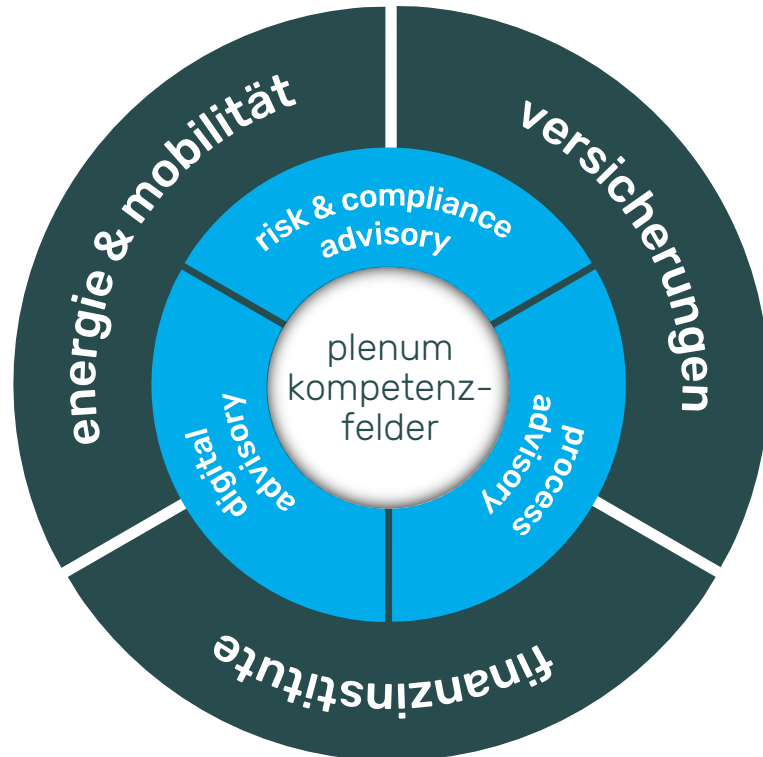 energie & mobilität
versicherungen
finanzinstitute
risk & compliance
advisory
process
advisory
digital
advisory
plenum
kompetenz-
felder